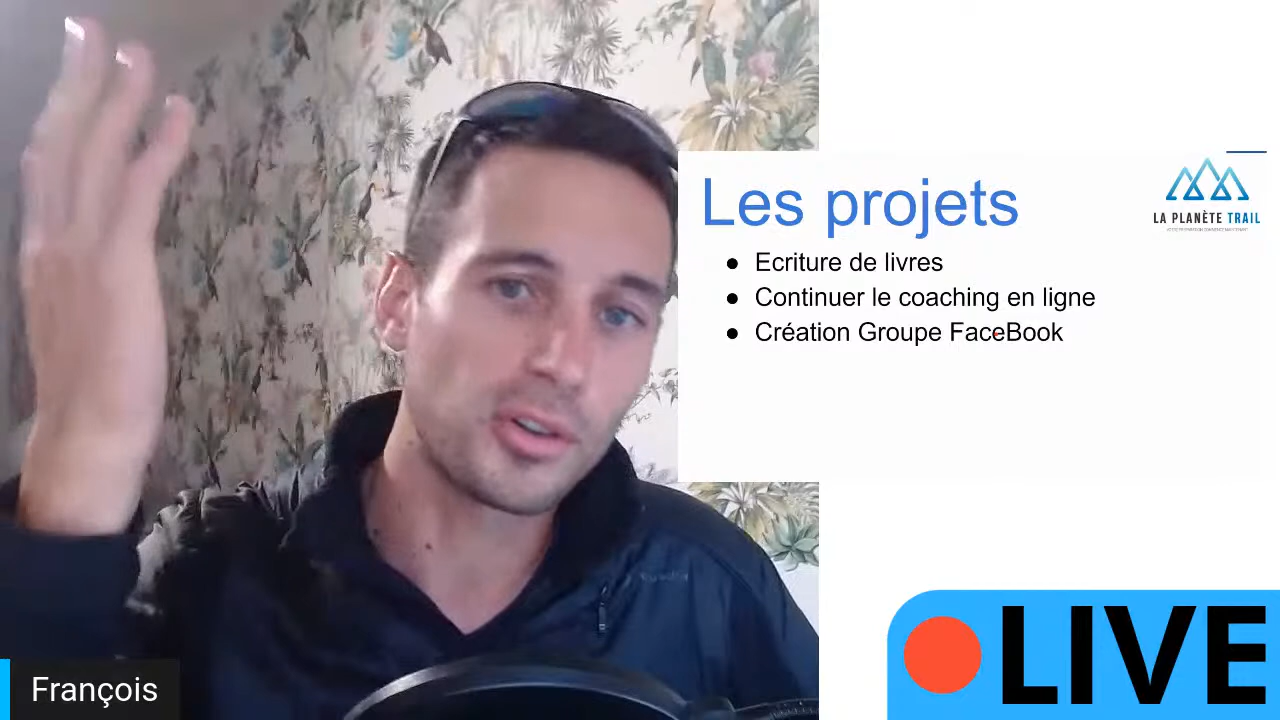 Les projets
● Ecriture de livres
● Continuer le coaching en ligne
● Création Groupe FaceBook
LA PLANÈTE TRAIL
LIVE
François